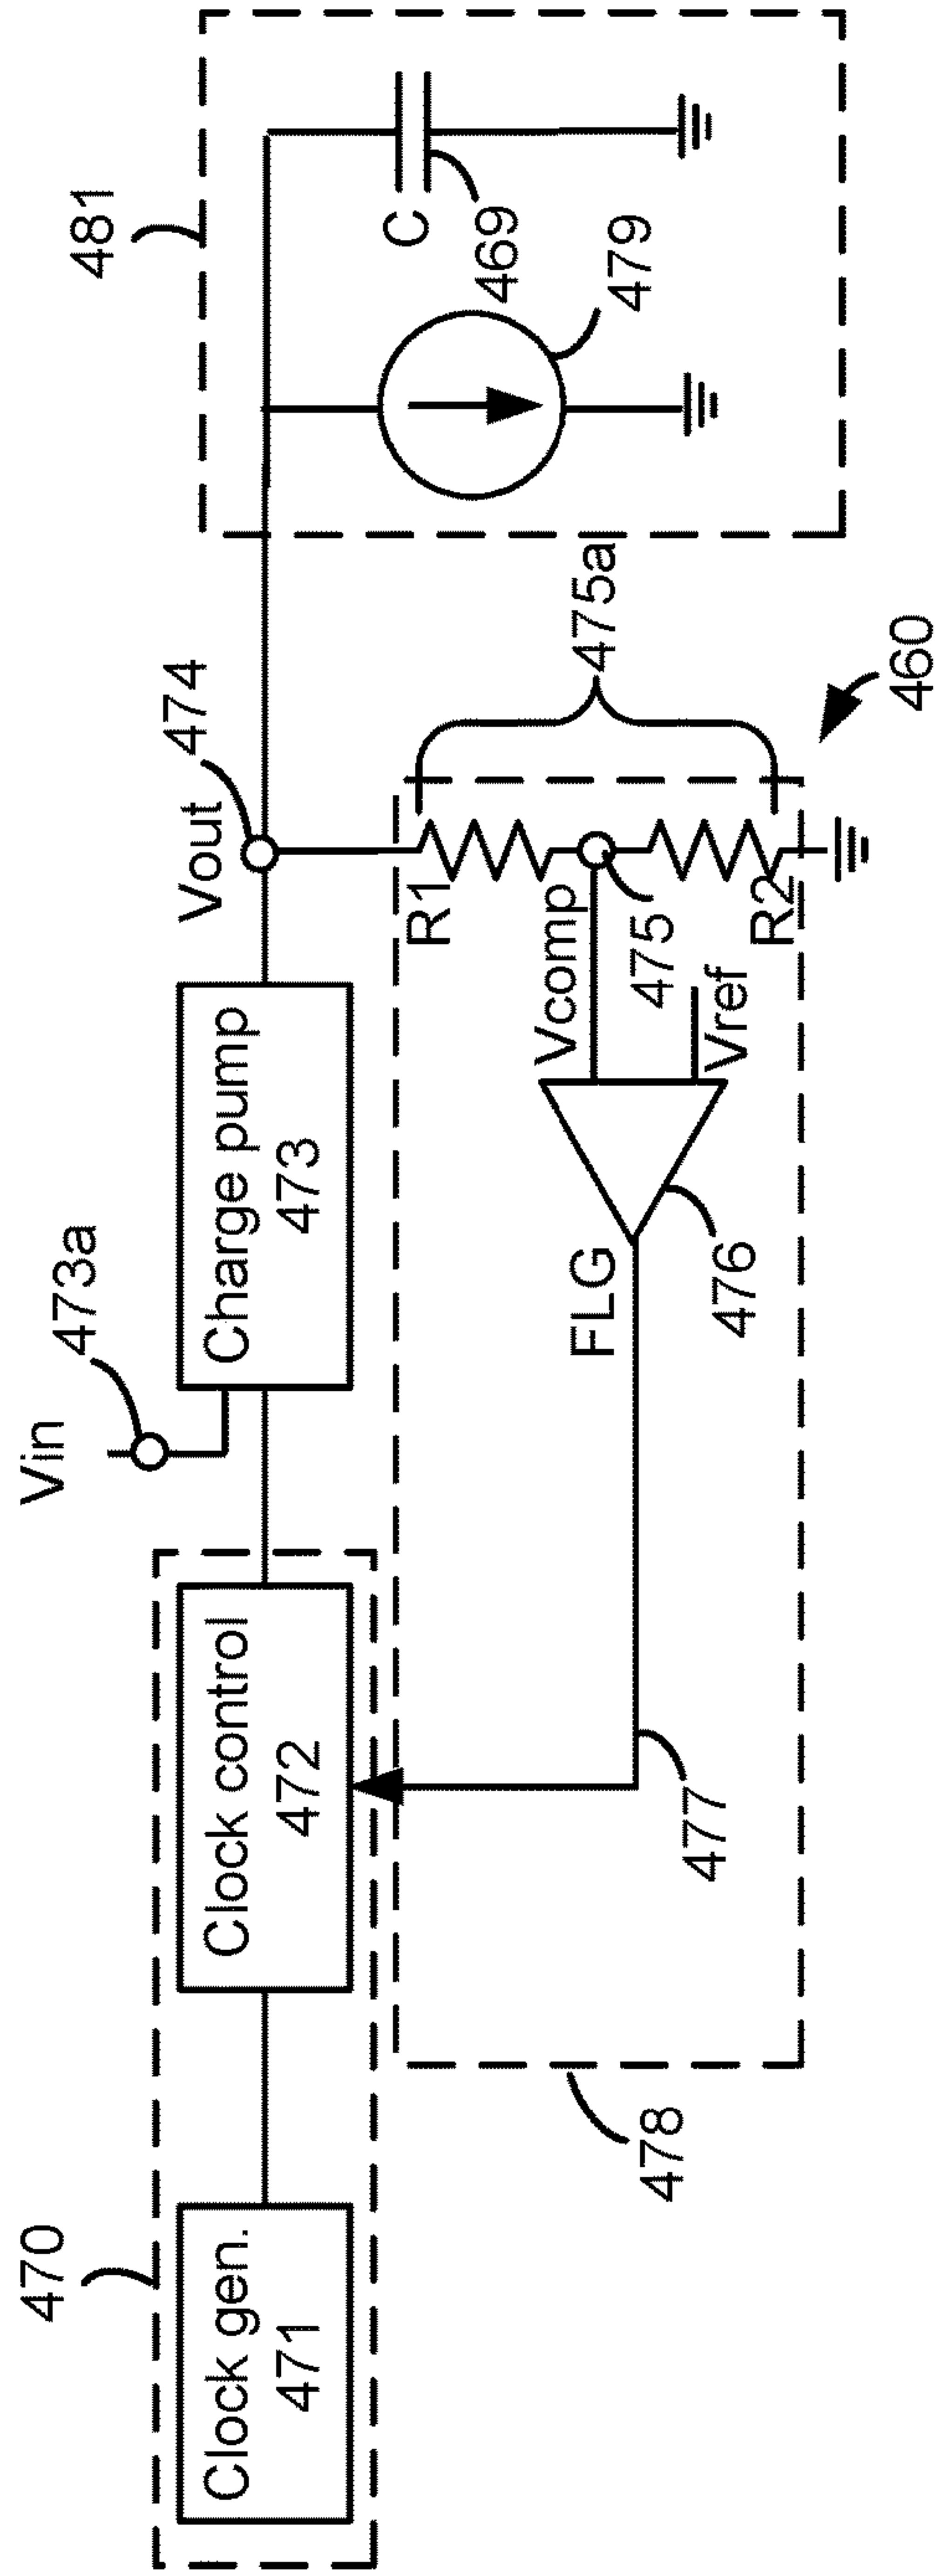 470
Clock gen.
471
Clock control
472
Vin
473a
Charge pump
473
Vout
474
481
C
469
479
478
477
FLG
476
Vcomp
Vref
R1
475
R2
475a
460